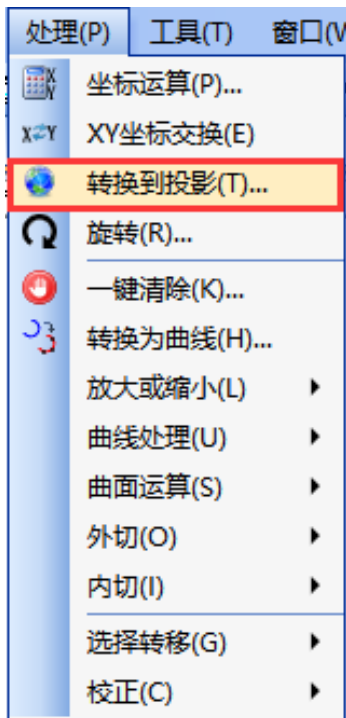 处理(P) 工具(T) 窗口(V
坐标运算(P)...
XY坐标交换(E)
转换到投影(T)...
旋转(R)...
一键清除(K)...
转换为曲线(H)...
放大或缩小(L)
曲线处理(U)
曲面运算(S)
外切(O)
内切(I)
选择转移(G)
校正(C)